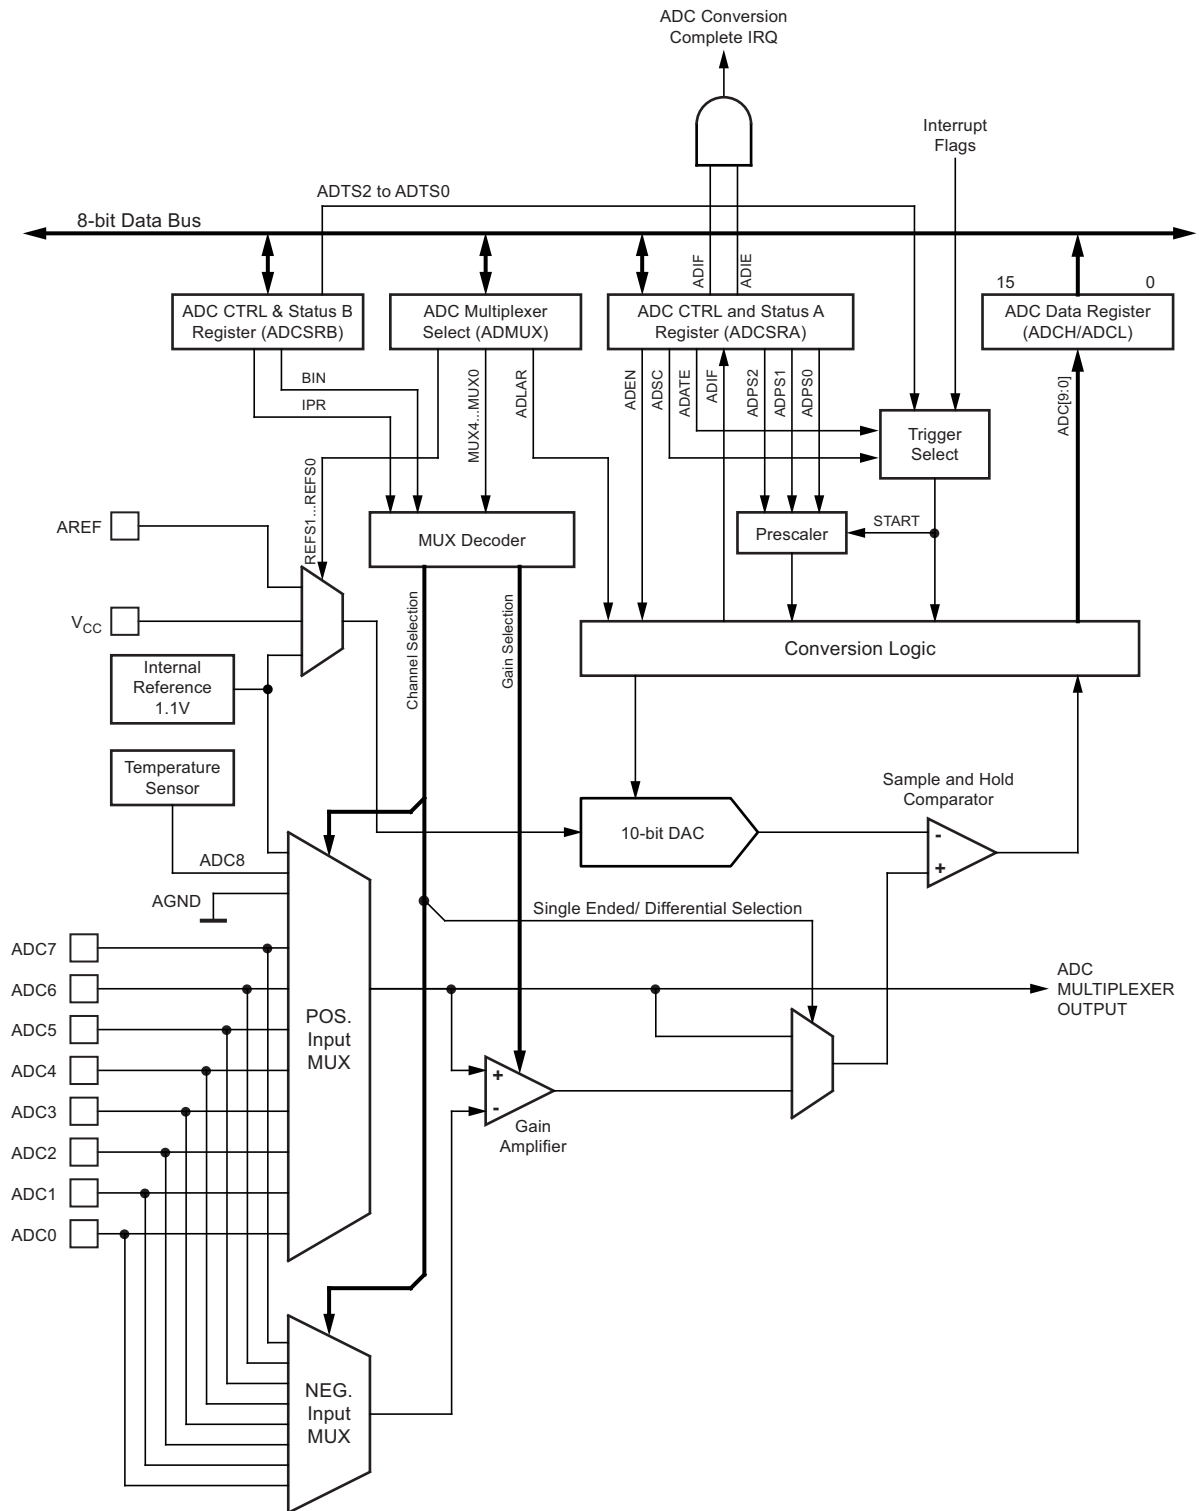 ADC Conversion
Complete IRQ
Interrupt
Flags
ADTS2 to ADTS0
8-bit Data Bus
ADIF
ADIE
15
0
ADC CTRL & Status B
Register (ADCSRB)
ADC Multiplexer
Select (ADMUX)
ADC CTRL and Status A
Register (ADCSRA)
ADC Data Register
(ADCH/ADCL)
BIN
IPR
REFS1...REFS0
MUX4...MUX0
ADLAR
ADEN
ADSC
ADATE
ADIF
ADPS2
ADPS1
ADPS0
ADC[9:0]
Trigger
Select
AREF
MUX Decoder
Prescaler
START
VCC
Channel Selection
Gain Selection
Conversion Logic
Internal
Reference
1.1V
Temperature
Sensor
Sample and Hold
Comparator
10-bit DAC
-
+
ADC8
AGND
Single Ended/ Differential Selection
ADC7
ADC6
ADC5
ADC4
ADC3
ADC2
ADC1
ADC0
POS.
Input
MUX
ADC
MULTIPLEXER
OUTPUT
+
-
Gain
Amplifier
NEG.
Input
MUX